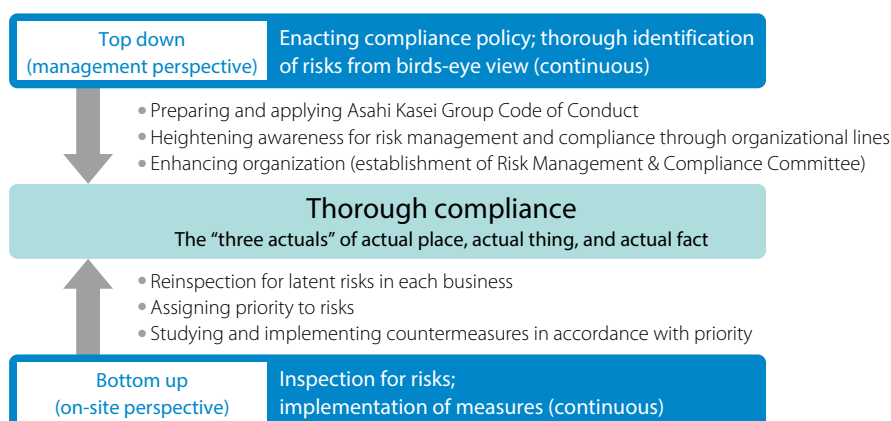 Top down
(management perspective)
Enacting compliance policy; thorough identification
of risks from birds-eye view (continuous)
• Preparing and applying Asahi Kasei Group Code of Conduct
• Heightening awareness for risk management and compliance through organizational lines
• Enhancing organization (establishment of Risk Management & Compliance Committee)
Thorough compliance
The “three actuals” of actual place, actual thing, and actual fact
• Reinspection for latent risks in each business
• Assigning priority to risks
• Studying and implementing countermeasures in accordance with priority
Bottom up
(on-site perspective)
Inspection for risks;
implementation of measures (continuous)